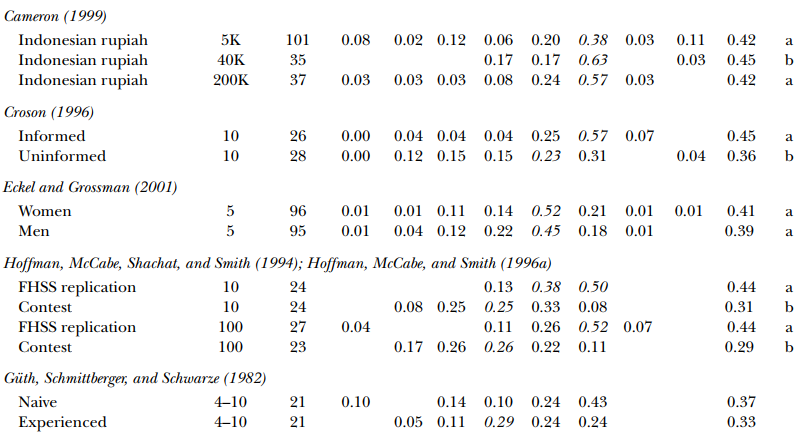 Cameron (1999)
Indonesian rupiah 5K 101 0.08 0.02 0.12 0.06 0.20 0.38 0.03 0.11 0.42 a
Indonesian rupiah 40K 35 0.17 0.17 0.63 0.03 0.45 b
Indonesian rupiah 200K 37 0.03 0.03 0.03 0.08 0.24 0.57 0.03 0.42 a
Croson (1996)
Informed 10 26 0.00 0.04 0.04 0.04 0.25 0.57 0.07 0.45 a
Uninformed 10 28 0.00 0.12 0.15 0.15 0.23 0.31 0.04 0.36 b
Eckel and Grossman (2001)
Women 5 96 0.01 0.01 0.11 0.14 0.52 0.21 0.01 0.01 0.41 a
Men 5 95 0.01 0.04 0.12 0.22 0.45 0.18 0.01 0.39 a
Hoffman, McCabe, Shachat, and Smith (1994); Hoffman, McCabe, and Smith (1996a)
FHSS replication 10 24 0.13 0.38 0.50 0.44 a
Contest 10 24 0.08 0.25 0.25 0.33 0.08 0.31 b
FHSS replication 100 27 0.04 0.11 0.26 0.52 0.07 0.44 a
Contest 100 23 0.17 0.26 0.26 0.22 0.11 0.29 b
Güth, Schmittberger, and Schwarze (1982)
Naive 4–10 21 0.10 0.14 0.10 0.24 0.43 0.37
Experienced 4–10 21 0.05 0.11 0.29 0.24 0.24 0.33